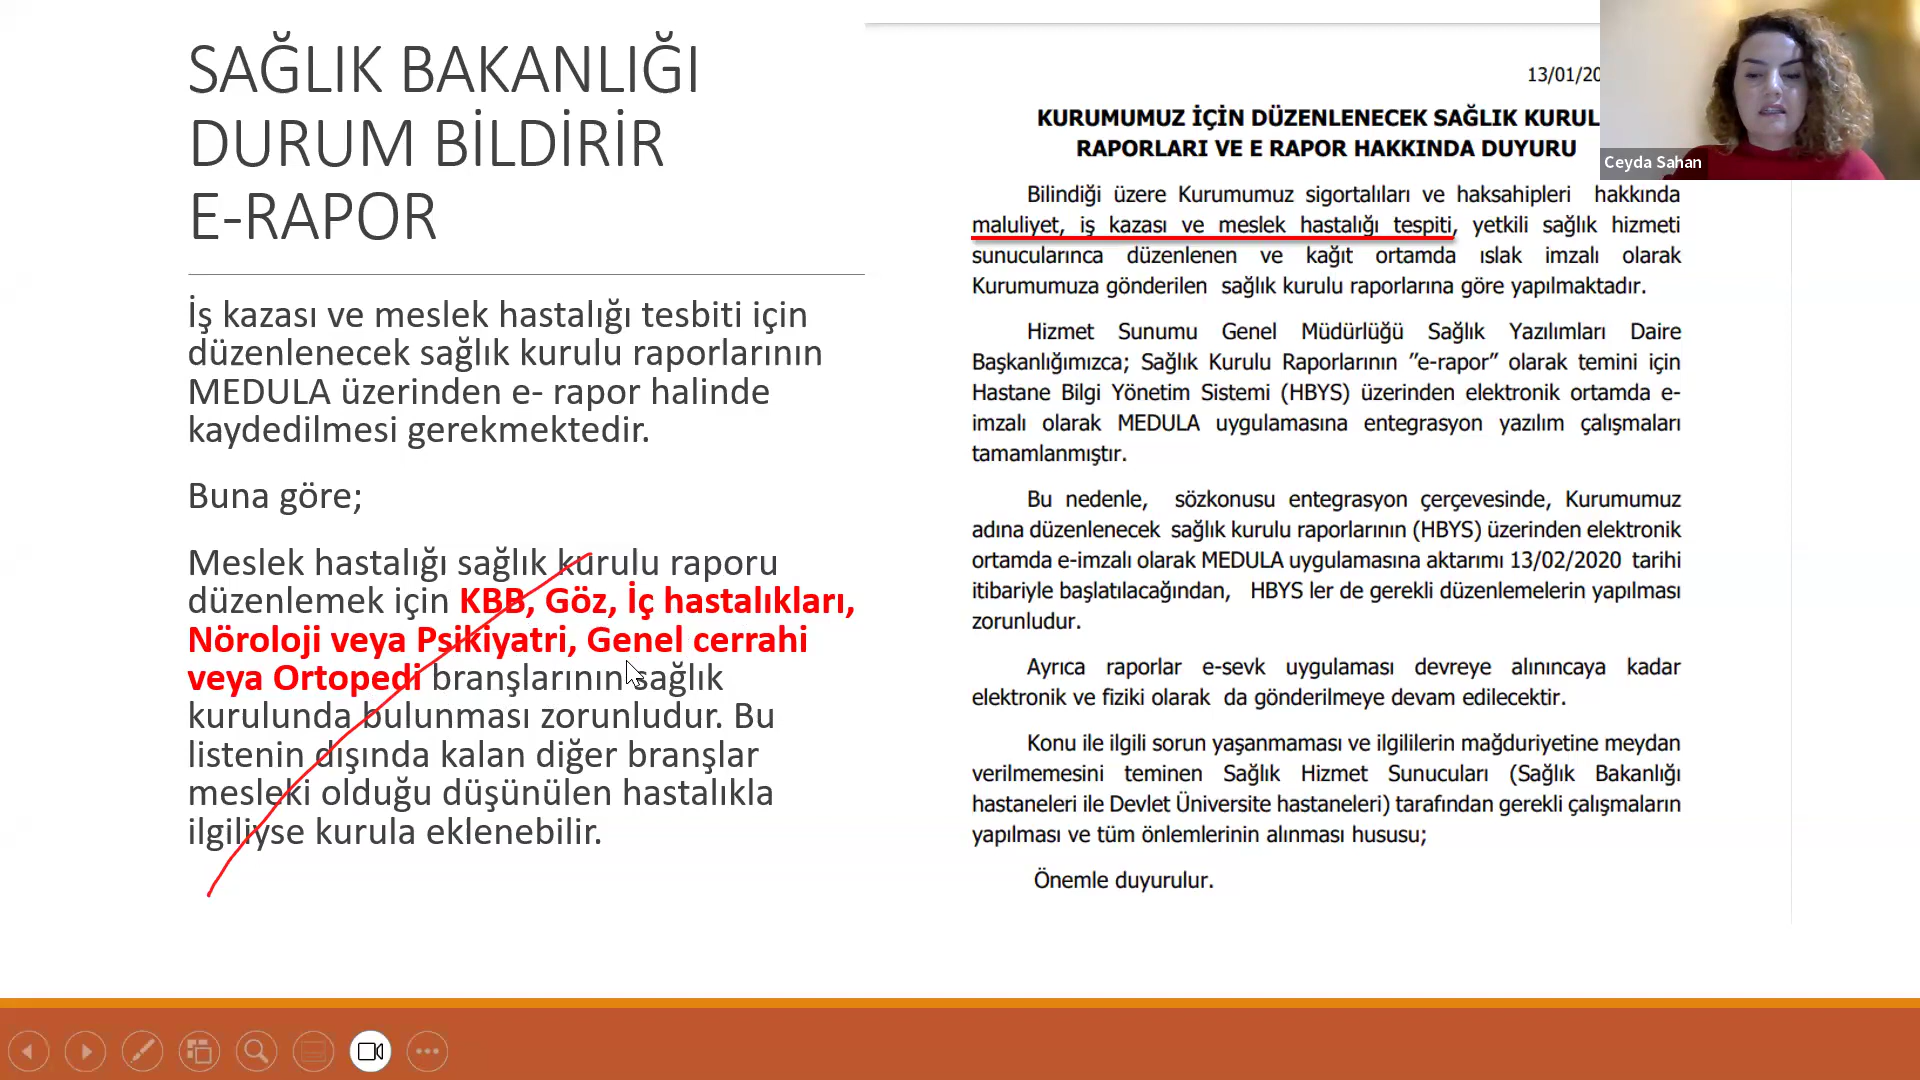 SAĞLIK BAKANLIĞI
DURUM BİLDİRİR
E-RAPOR
İş kazası ve meslek hastalığı tesbiti için
düzenlenecek sağlık kurulu raporlarının
MEDULA üzerinden e- rapor halinde
kaydedilmesi gerekmektedir.
Buna göre;
Meslek hastalığı sağlık kurulu raporu
düzenlemek için KBB, Göz, İç hastalıkları,
Nöroloji veya Psikiyatri, Genel cerrahi
veya Ortopedi branşlarının sağlık
kurulunda bulunması zorunludur. Bu
listenin dışında kalan diğer branşlar
mesleki olduğu düşünülen hastalıkla
ilgiliyse kurula eklenebilir.
13/01/20
KURUMUMUZ İÇİN DÜZENLENECEK SAĞLIK KURUL
RAPORLARI VE E RAPOR HAKKINDA DUYURU
Bilindiği üzere Kurumumuz sigortalıları ve haksahipleri hakkında
maluliyet, iş kazası ve meslek hastalığı tespiti, yetkili sağlık hizmeti
sunucularınca düzenlenen ve kağıt ortamda ıslak imzalı olarak
Kurumumuza gönderilen sağlık kurulu raporlarına göre yapılmaktadır.
Hizmet Sunumu Genel Müdürlüğü Sağlık Yazılımları Daire
Başkanlığımızca; Sağlık Kurulu Raporlarının ”e-rapor” olarak temini için
Hastane Bilgi Yönetim Sistemi (HBYS) üzerinden elektronik ortamda e-
imzalı olarak MEDULA uygulamasına entegrasyon yazılım çalışmaları
tamamlanmıştır.
Bu nedenle, sözkonusu entegrasyon çerçevesinde, Kurumumuz
adına düzenlenecek sağlık kurulu raporlarının (HBYS) üzerinden elektronik
ortamda e-imzalı olarak MEDULA uygulamasına aktarımı 13/02/2020 tarihi
itibariyle başlatılacağından, HBYS ler de gerekli düzenlemelerin yapılması
zorunludur.
Ayrıca raporlar e-sevk uygulaması devreye alınıncaya kadar
elektronik ve fiziki olarak da gönderilmeye devam edilecektir.
Konu ile ilgili sorun yaşanmaması ve ilgililerin mağduriyetine meydan
verilmemesini teminen Sağlık Hizmet Sunucuları (Sağlık Bakanlığı
hastaneleri ile Devlet Üniversite hastaneleri) tarafından gerekli çalışmaların
yapılması ve tüm önlemlerinin alınması hususu;
Önemle duyurulur.
Ceyda Sahan